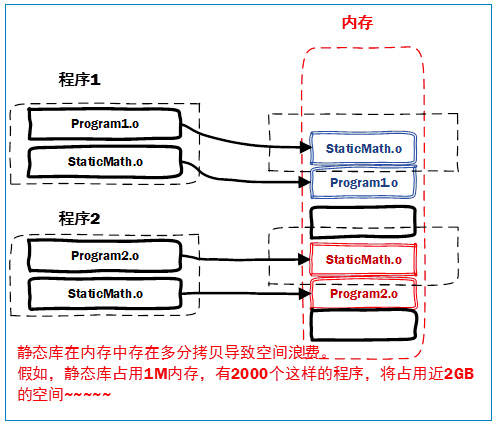 内存
程序1
Program1.o
StaticMath.o
StaticMath.o
Program1.o
程序2
Program2.o
StaticMath.o
StaticMath.o
Program2.o
静态库在内存中存在多分拷贝导致空间浪费。
假如，静态库占用1M内存，有2000个这样的程序，将占用近2GB
的空间~~~~~